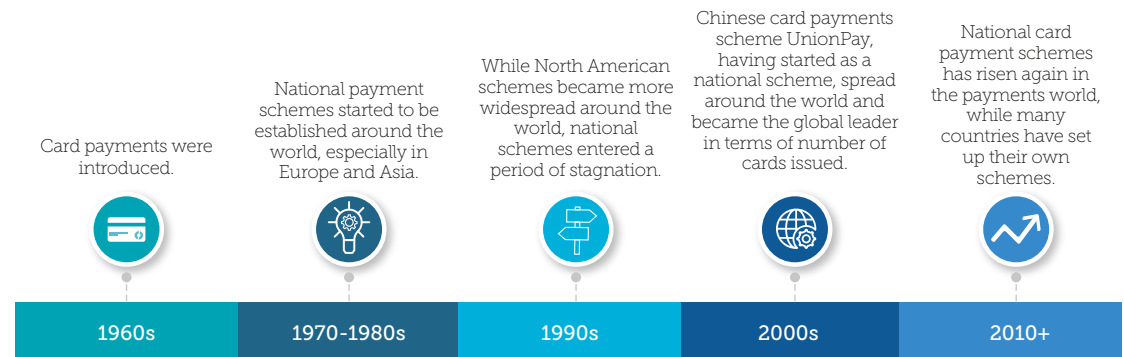 Card payments were
introduced.
National payment
schemes started to be
established around the
world, especially in
Europe and Asia.
While North American
schemes became more
widespread around the
world, national
schemes entered a
period of stagnation.
Chinese card payments
scheme UnionPay,
having started as a
national scheme, spread
around the world and
became the global leader
in terms of number of
cards issued.
National card
payment schemes
has risen again in
the payments world,
while many
countries have set
up their own
schemes.
1960s
1970-1980s
1990s
2000s
2010+